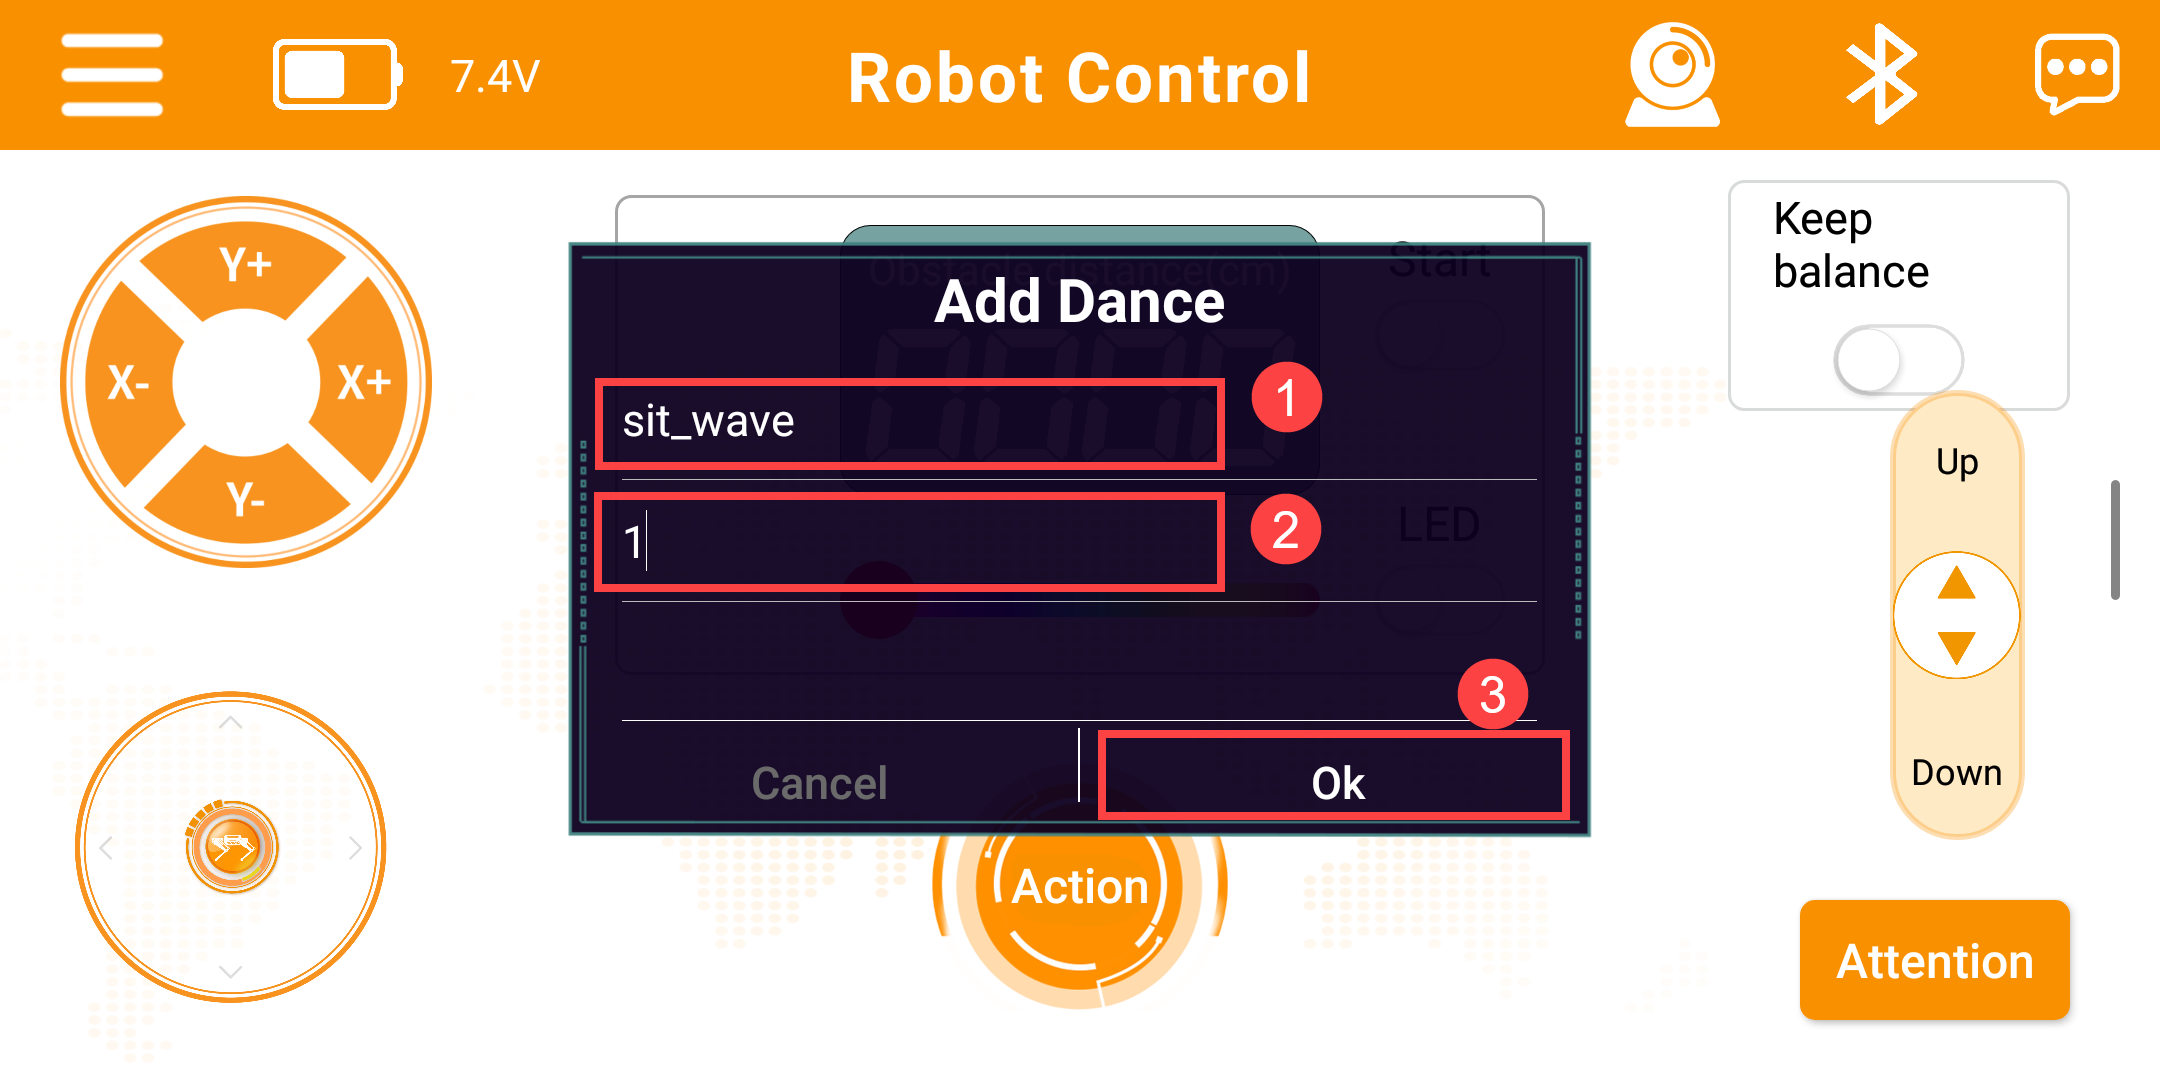 7.4V
Robot Control
Keep
balance
Y+
X-
X+
Y-
Obstacle distance(cm)
Start
Add Dance
sit_wave
1
1
2
LED
3
Cancel
Ok
Up
Down
Action
Attention